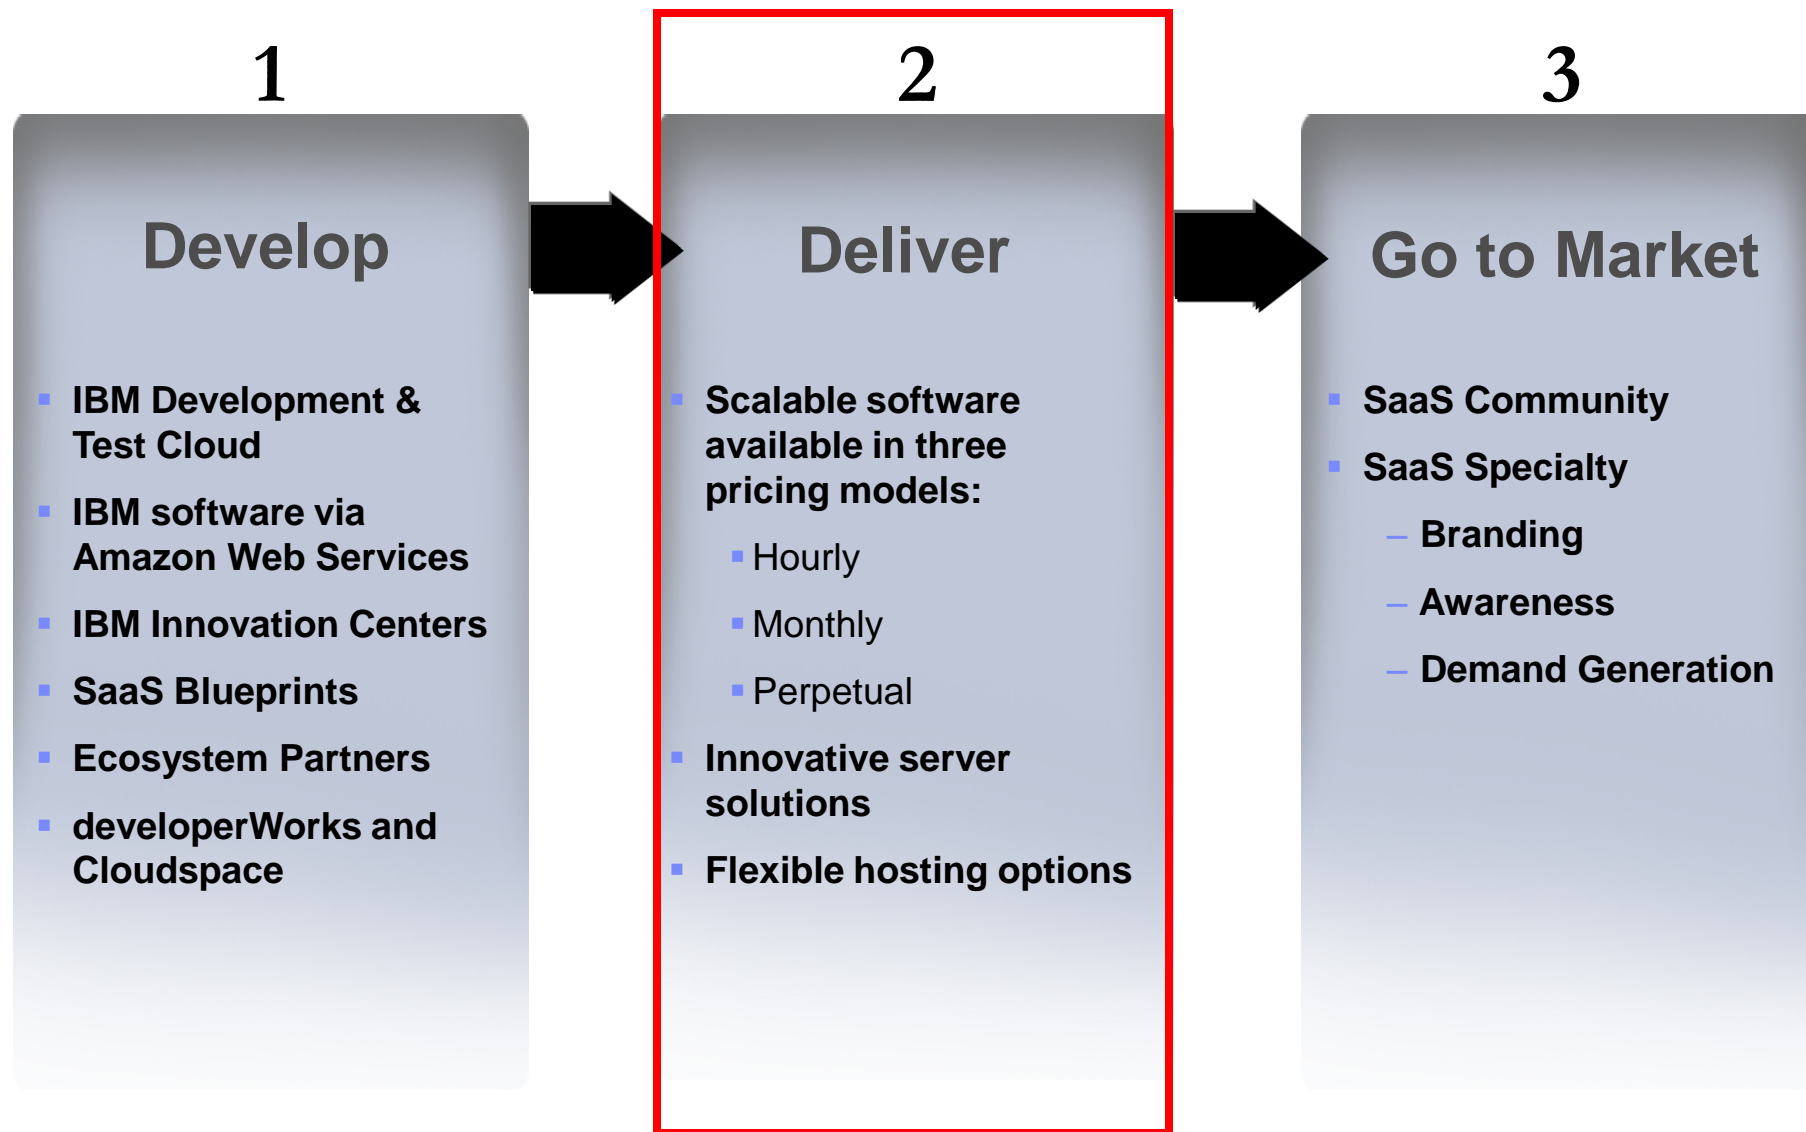 1
Develop
IBM Development &
Test Cloud
IBM software via
Amazon Web Services
IBM Innovation Centers
SaaS Blueprints
Ecosystem Partners
developerWorks and
Cloudspace
2
Deliver
Scalable software
available in three
pricing models:
Hourly
Monthly
Perpetual
Innovative server
solutions
Flexible hosting options
3
Go to Market
SaaS Community
SaaS Specialty
– Branding
– Awareness
– Demand Generation